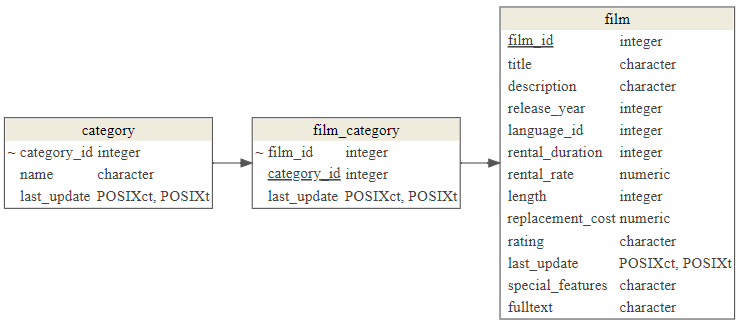 category
~ category_id integer
name character
last_update POSIXct, POSIXt
film_category
~ film_id integer
category_id integer
last_update POSIXct, POSIXt
film
film_id integer
title character
description character
release_year integer
language_id integer
rental_duration integer
rental_rate numeric
length integer
replacement_cost numeric
rating character
last_update POSIXct, POSIXt
special_features character
fulltext character